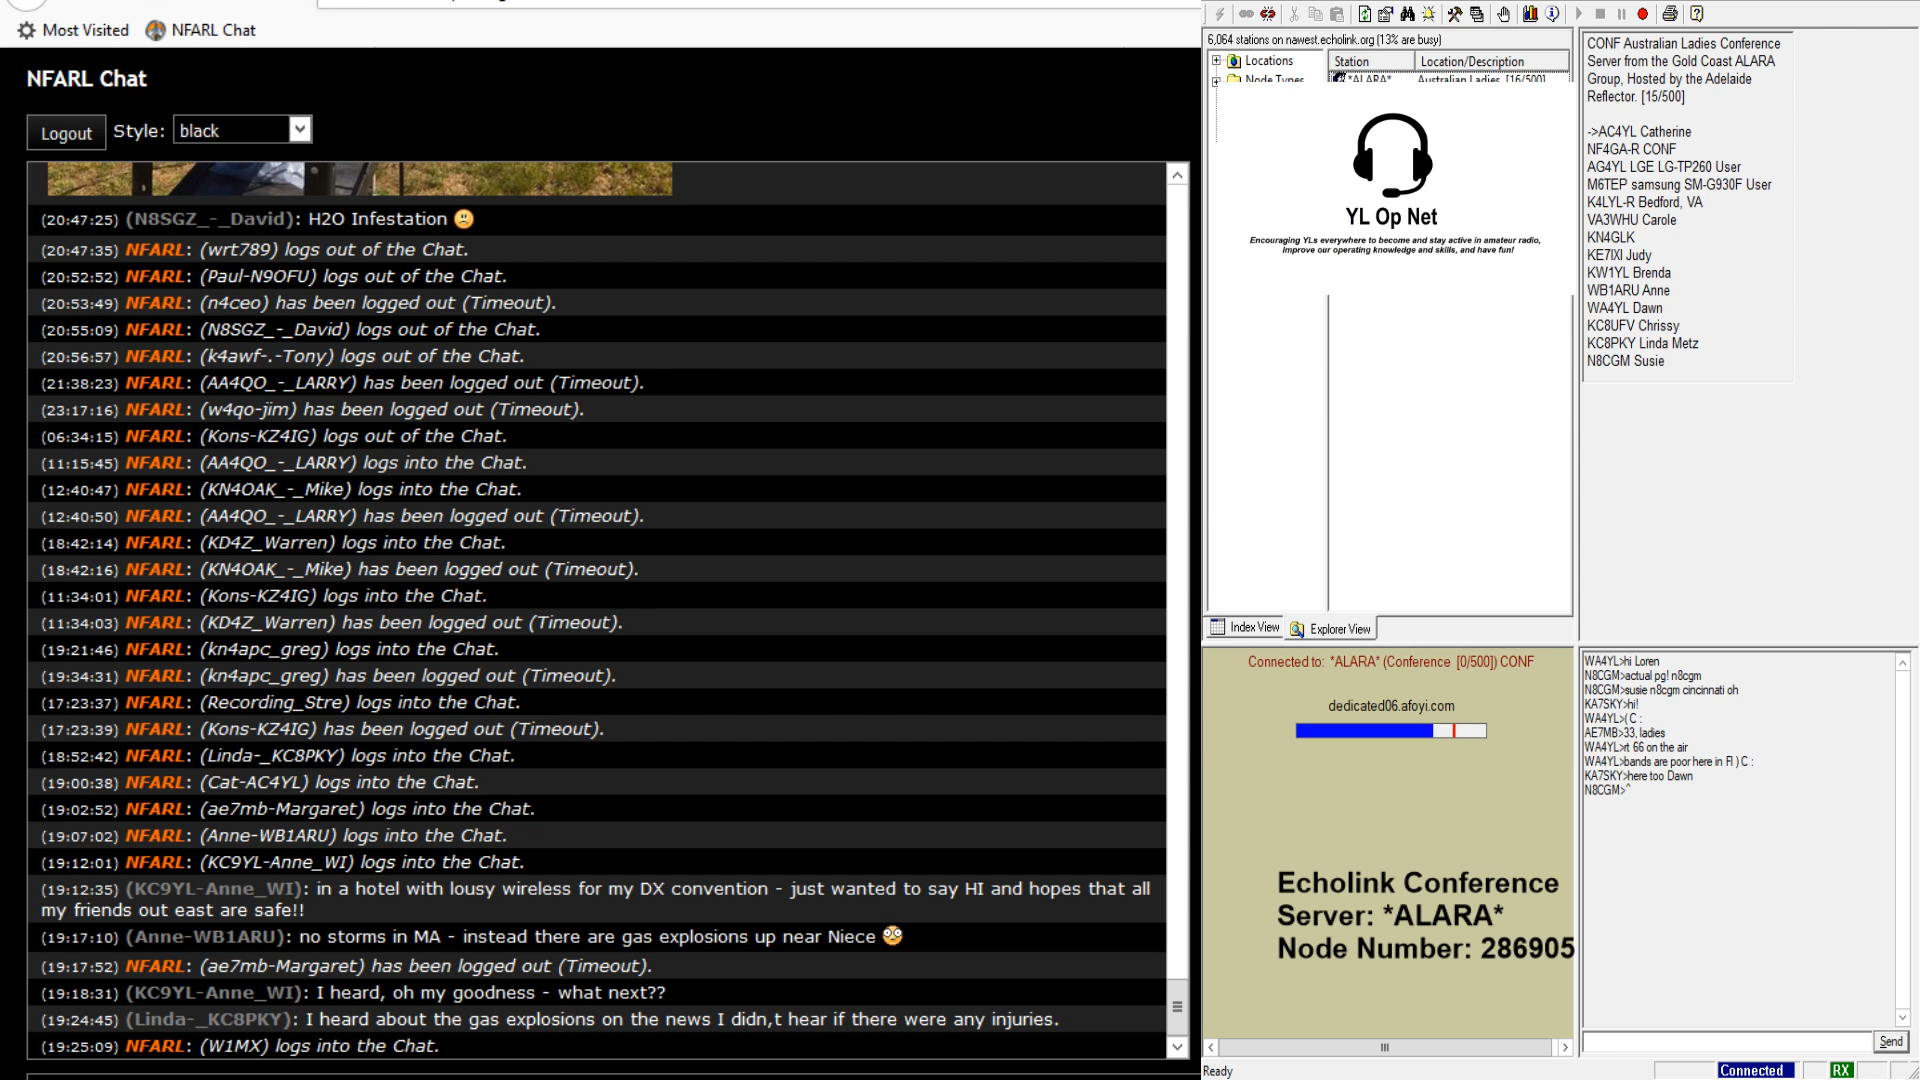 Most Visited
NFARL Chat
NFARL Chat
Logout
Style:
black
(20:47:25) (N8SGZ_-_David): H2O Infestation
(20:47:35) NFARL: (wrt789) logs out of the Chat.
(20:52:52) NFARL: (Paul-N9OFU) logs out of the Chat.
(20:53:49) NFARL: (n4ceo) has been logged out (Timeout).
(20:55:09) NFARL: (N8SGZ_-_David) logs out of the Chat.
(20:56:57) NFARL: (k4awf-.-Tony) logs out of the Chat.
(21:38:23) NFARL: (AA4QO_-_LARRY) has been logged out (Timeout).
(23:17:16) NFARL: (w4qo-jim) has been logged out (Timeout).
(06:34:15) NFARL: (Kons-KZ4IG) logs out of the Chat.
(11:15:45) NFARL: (AA4QO_-_LARRY) logs into the Chat.
(12:40:47) NFARL: (KN4OAK_-_Mike) logs into the Chat.
(12:40:50) NFARL: (AA4QO_-_LARRY) has been logged out (Timeout).
(18:42:14) NFARL: (KD4Z_Warren) logs into the Chat.
(18:42:16) NFARL: (KN4OAK_-_Mike) has been logged out (Timeout).
(11:34:01) NFARL: (Kons-KZ4IG) logs into the Chat.
(11:34:03) NFARL: (KD4Z_Warren) has been logged out (Timeout).
(19:21:46) NFARL: (kn4apc_greg) logs into the Chat.
(19:34:31) NFARL: (kn4apc_greg) has been logged out (Timeout).
(17:23:37) NFARL: (Recording_Stre) logs into the Chat.
(17:23:39) NFARL: (Kons-KZ4IG) has been logged out (Timeout).
(18:52:42) NFARL: (Linda-_KC8PKY) logs into the Chat.
(19:00:38) NFARL: (Cat-AC4YL) logs into the Chat.
(19:02:52) NFARL: (ae7mb-Margaret) logs into the Chat.
(19:07:02) NFARL: (Anne-WB1ARU) logs into the Chat.
(19:12:01) NFARL: (KC9YL-Anne_WI) logs into the Chat.
(19:12:35) (KC9YL-Anne_WI): in a hotel with lousy wireless for my DX convention - just wanted to say HI and hopes that all
my friends out east are safe!!
(19:17:10) (Anne-WB1ARU): no storms in MA - instead there are gas explosions up near Niece
(19:17:52) NFARL: (ae7mb-Margaret) has been logged out (Timeout).
(19:18:31) (KC9YL-Anne_WI): I heard, oh my goodness - what next??
(19:24:45) (Linda-_KC8PKY): I heard about the gas explosions on the news I didn,t hear if there were any injuries.
(19:25:09) NFARL: (W1MX) logs into the Chat.
6,064 stations on nawest.echolink.org (13% are busy)
Locations
Node Types
Station
Location/Description
*ALARA*
Australian Ladies [16/500]
YL Op Net
Encouraging YLs everywhere to become and stay active in amateur radio,
improve our operating knowledge and skills, and have fun!
Index View
Explorer View
CONF Australian Ladies Conference
Server from the Gold Coast ALARA
Group, Hosted by the Adelaide
Reflector. [15/500]
->AC4YL Catherine
NF4GA-R CONF
AG4YL LGE LG-TP260 User
M6TEP samsung SM-G930F User
K4LYL-R Bedford, VA
VA3WHU Carole
KN4GLK
KE7IXI Judy
KW1YL Brenda
WB1ARU Anne
WA4YL Dawn
KC8UFV Chrissy
KC8PKY Linda Metz
N8CGM Susie
Connected to: *ALARA* (Conference [0/500]) CONF
dedicated06.afoyi.com
Echolink Conference
Server: *ALARA*
Node Number: 286905
WA4YL>hi Loren
N8CGM>actual pg! n8cgm
N8CGM>susie n8cgm cincinnati oh
KA7SKY>hi!
WA4YL>( C :
AE7MB>33, ladies
WA4YL>rt 66 on the air
WA4YL>bands are poor here in Fl ) C :
KA7SKY>here too Dawn
N8CGM>^
Send
Ready
Connected
RX